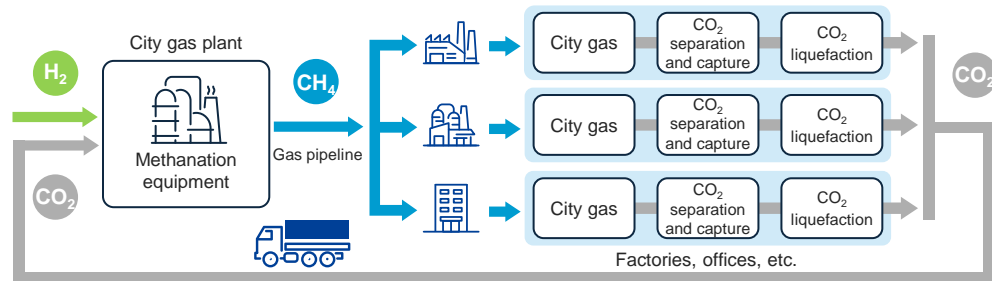 City gas plant
H₂
CO₂
Methanation
equipment
CH₄
Gas pipeline
City gas
CO₂
separation
and capture
CO₂
liquefaction
City gas
CO₂
separation
and capture
CO₂
liquefaction
City gas
CO₂
separation
and capture
CO₂
liquefaction
CO₂
Factories, offices, etc.